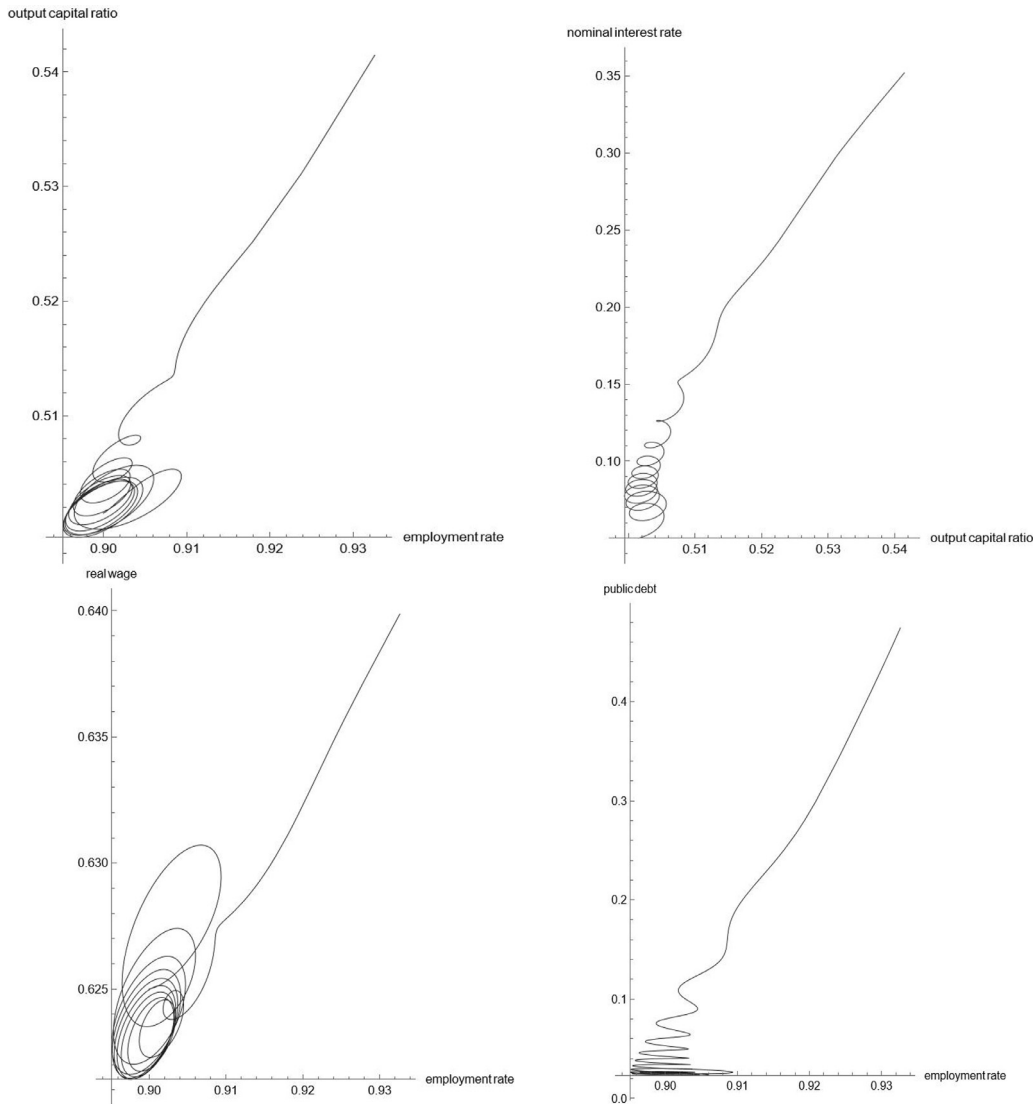 output capital ratio
0.54
0.53
0.52
0.51
0.90 0.91 0.92 0.93
employment rate
nominal interest rate
0.35
0.30
0.25
0.20
0.15
0.10
0.51 0.52 0.53 0.54
output capital ratio
real wage
0.640
0.635
0.630
0.625
0.90 0.91 0.92 0.93
employment rate
public debt
0.4
0.3
0.2
0.1
0.0
0.90 0.91 0.92 0.93
employment rate